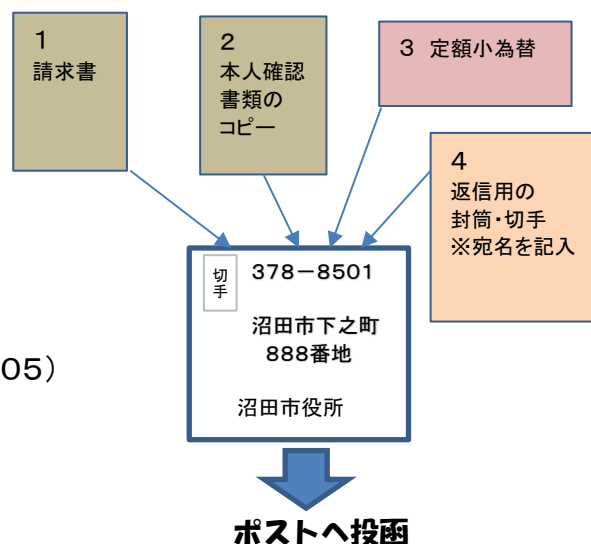 1
請求書
2
本人確認
書類の
コピー
3 定額小為替
4
返信用の
封筒・切手
※宛名を記入
切手
378－8501
沼田市下之町
888番地
沼田市役所
05）
ポストへ投函